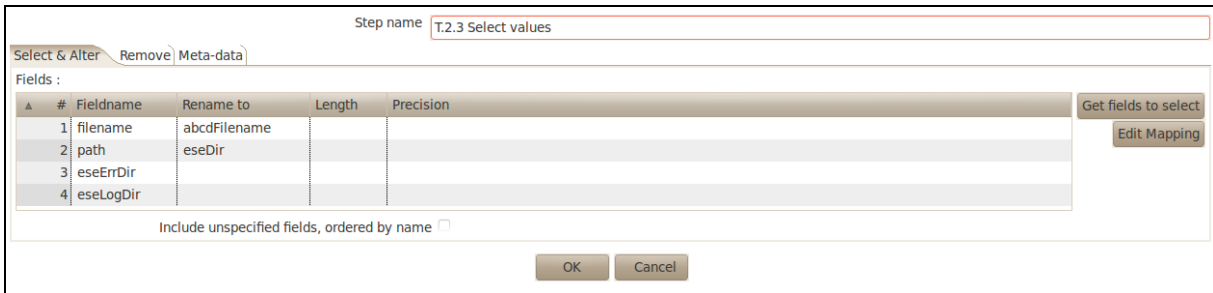 Step name T.2.3 Select values
Select & Alter Remove Meta-data
Fields :
# Fieldname Rename to Length Precision
1 filename abcdFilename
2 path eseDir
3 eseErrDir
4 eseLogDir
Get fields to select
Edit Mapping
Include unspecified fields, ordered by name
OK Cancel